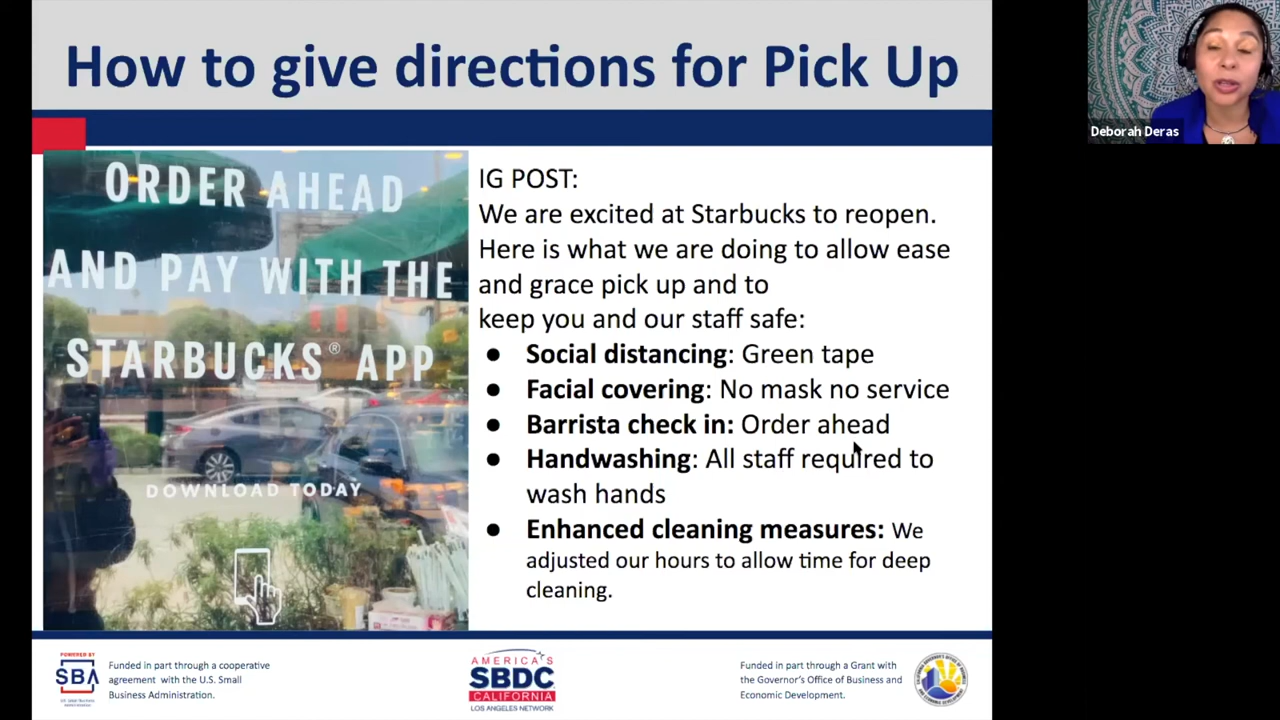 How to give directions for Pick Up
Deborah Deras
ORDER AHEAD
AND PAY WITH THE
STARBUCKS® APP
DOWNLOAD TODAY
IG POST:
We are excited at Starbucks to reopen.
Here is what we are doing to allow ease
and grace pick up and to
keep you and our staff safe:
● Social distancing: Green tape
● Facial covering: No mask no service
● Barrista check in: Order ahead
● Handwashing: All staff required to
wash hands
● Enhanced cleaning measures: We
adjusted our hours to allow time for deep
cleaning.
POWERED BY
SBA
Funded in part through a cooperative
agreement with the U.S. Small
Business Administration.
AMERICA'S
SBDC
CALIFORNIA
LOS ANGELES NETWORK
Funded in part through a Grant with
the Governor's Office of Business and
Economic Development.